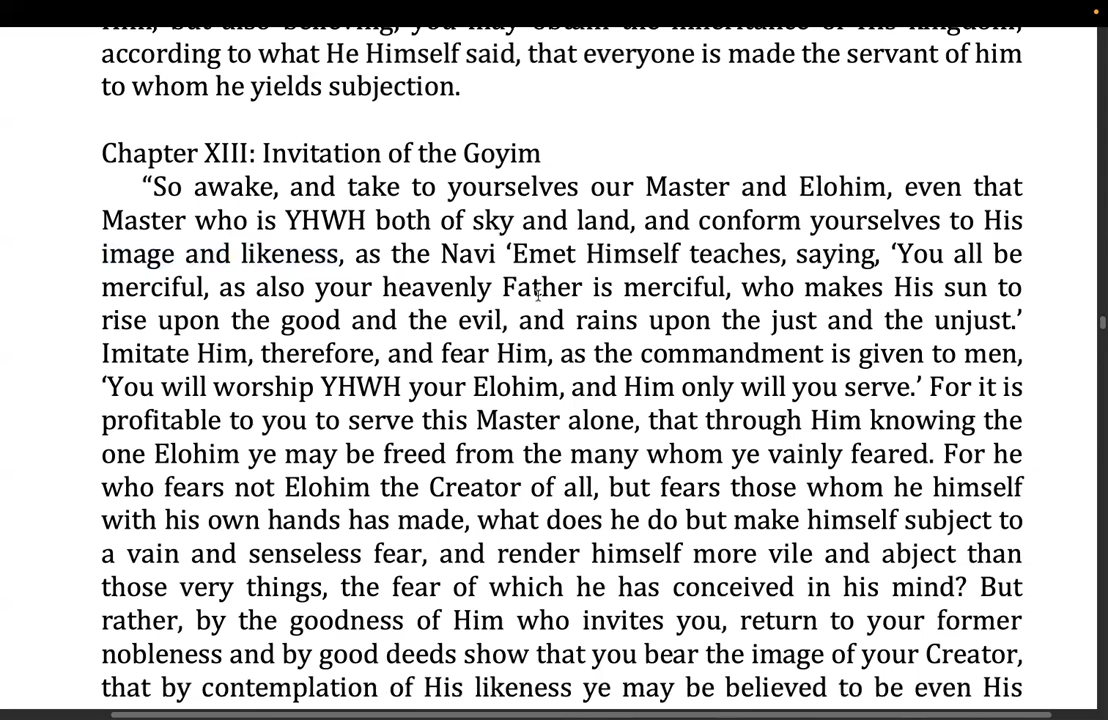 Him, but also believing, you may obtain the inheritance of His kingdom,
according to what He Himself said, that everyone is made the servant of him
to whom he yields subjection.
Chapter XIII: Invitation of the Goyim
“So awake, and take to yourselves our Master and Elohim, even that
Master who is YHWH both of sky and land, and conform yourselves to His
image and likeness, as the Navi ‘Emet Himself teaches, saying, ‘You all be
merciful, as also your heavenly Father is merciful, who makes His sun to
rise upon the good and the evil, and rains upon the just and the unjust.’
Imitate Him, therefore, and fear Him, as the commandment is given to men,
‘You will worship YHWH your Elohim, and Him only will you serve.’ For it is
profitable to you to serve this Master alone, that through Him knowing the
one Elohim ye may be freed from the many whom ye vainly feared. For he
who fears not Elohim the Creator of all, but fears those whom he himself
with his own hands has made, what does he do but make himself subject to
a vain and senseless fear, and render himself more vile and abject than
those very things, the fear of which he has conceived in his mind? But
rather, by the goodness of Him who invites you, return to your former
nobleness and by good deeds show that you bear the image of your Creator,
that by contemplation of His likeness ye may be believed to be even His